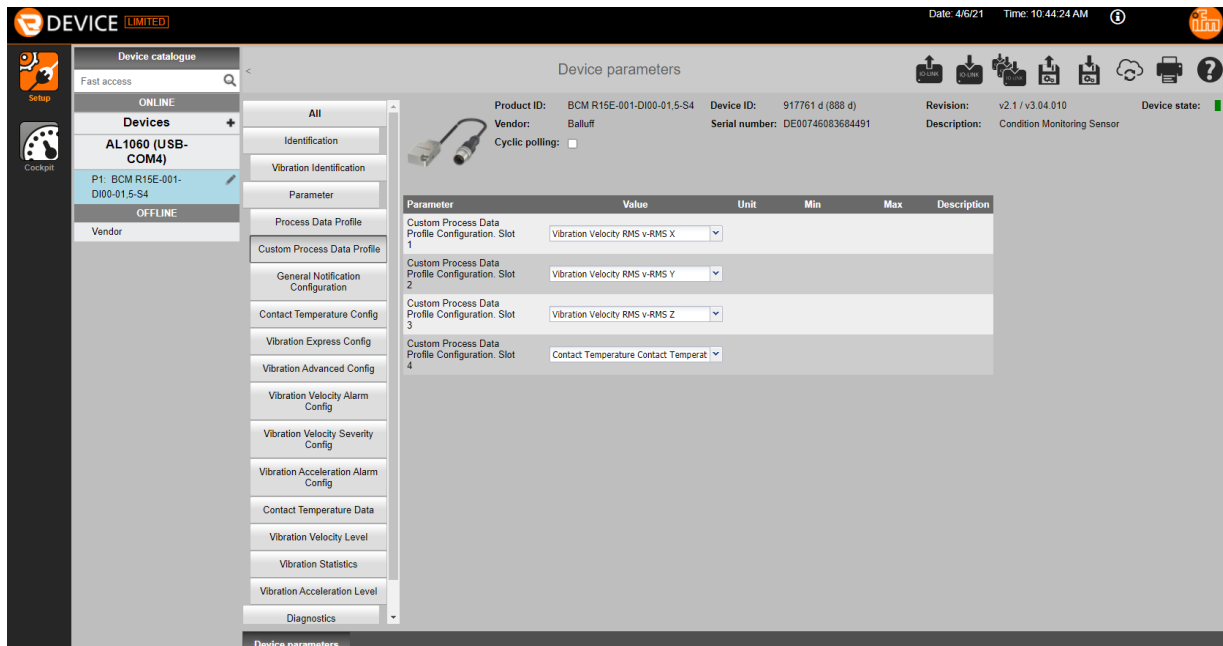 DEVICE LIMITED
Date: 4/6/21 Time: 10:44:24 AM
ifm
Setup
Cockpit
Device catalogue
Fast access
ONLINE
Devices +
AL1060 (USB-
COM4)
P1: BCM R15E-001-
DI00-01,5-S4
OFFLINE
Vendor
<
Device parameters
IO-LINK
IO-LINK
All
Identification
Vibration Identification
Parameter
Process Data Profile
Custom Process Data Profile
General Notification
Configuration
Contact Temperature Config
Vibration Express Config
Vibration Advanced Config
Vibration Velocity Alarm
Config
Vibration Velocity Severity
Config
Vibration Acceleration Alarm
Config
Contact Temperature Data
Vibration Velocity Level
Vibration Statistics
Vibration Acceleration Level
Diagnostics
Product ID: BCM R15E-001-DI00-01,5-S4 Device ID: 917761 d (888 d) Revision: v2.1 / v3.04.010 Device state:
Vendor: Balluff Serial number: DE00746083684491 Description: Condition Monitoring Sensor
Cyclic polling:
Parameter Value Unit Min Max Description
Custom Process Data
Profile Configuration. Slot
1
Vibration Velocity RMS v-RMS X
Custom Process Data
Profile Configuration. Slot
2
Vibration Velocity RMS v-RMS Y
Custom Process Data
Profile Configuration. Slot
3
Vibration Velocity RMS v-RMS Z
Custom Process Data
Profile Configuration. Slot
4
Contact Temperature Contact Temperat
Device parameters